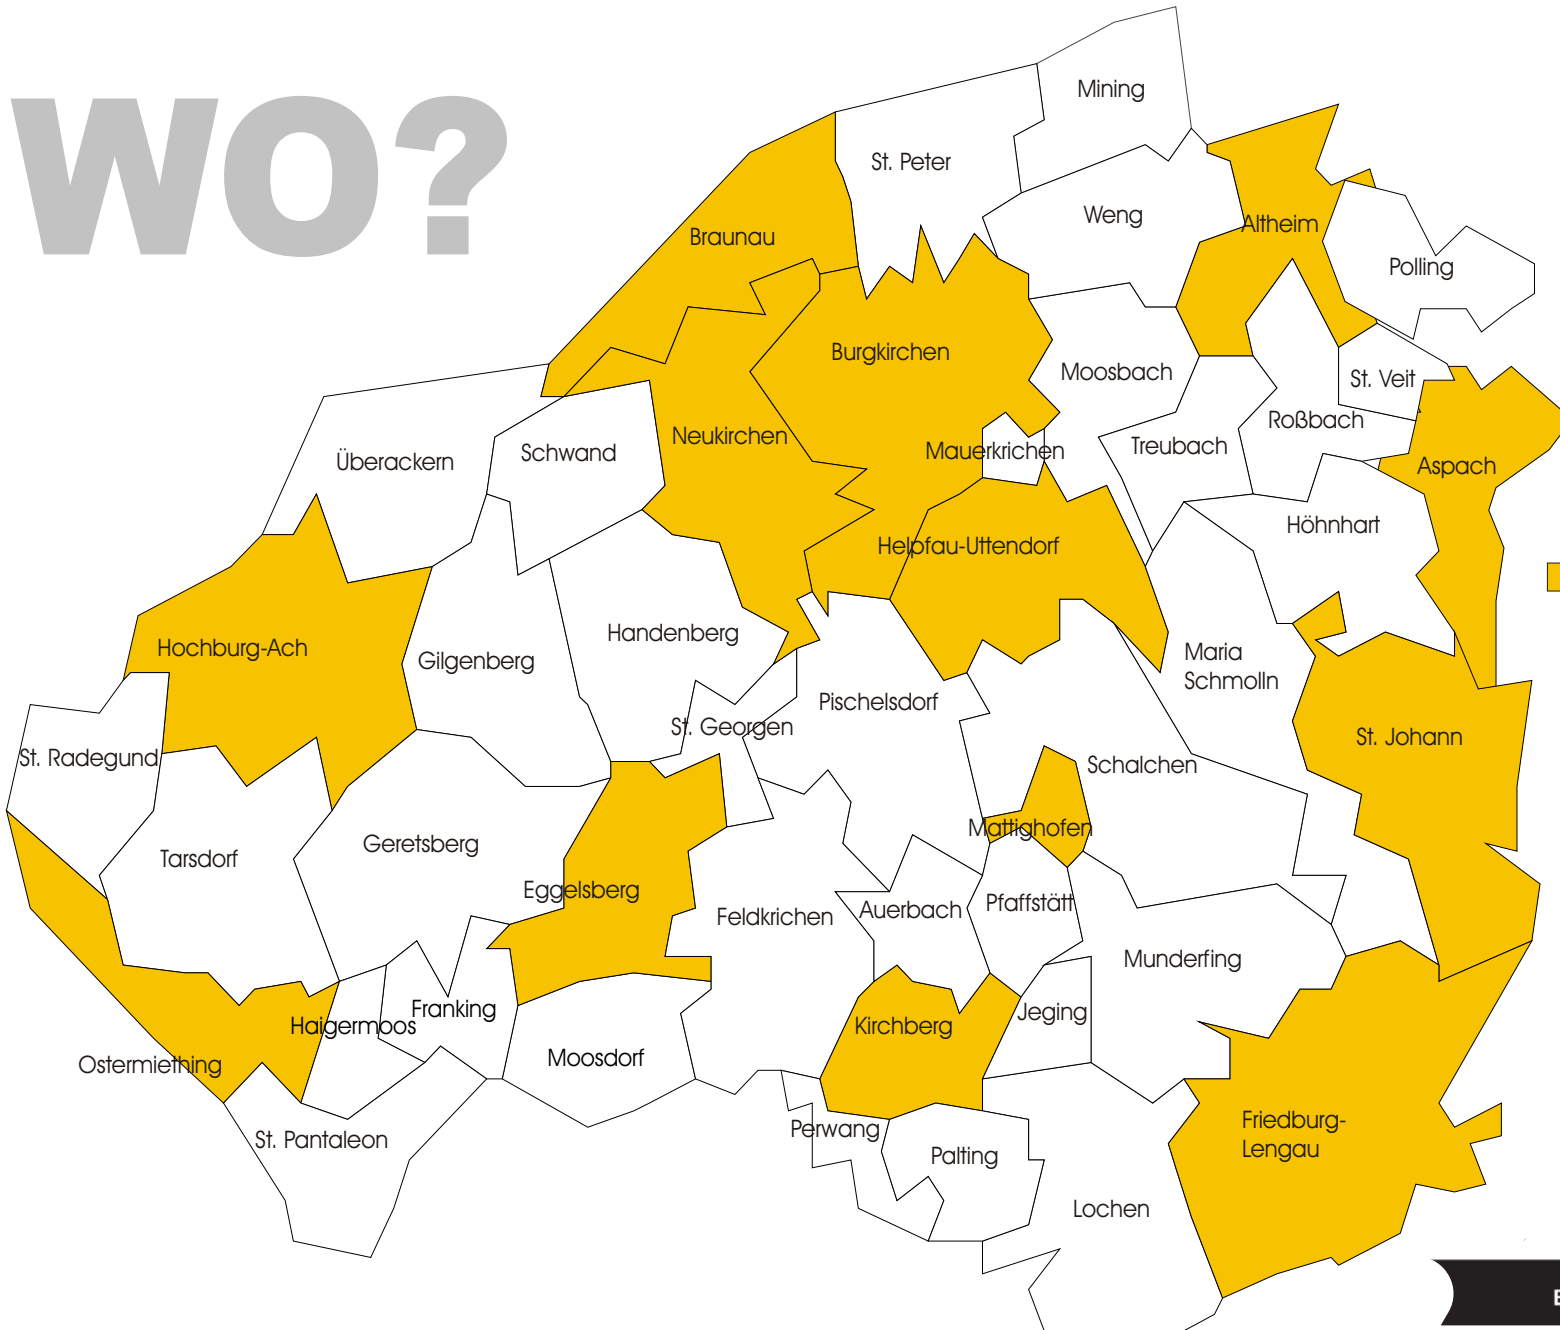 WO?
Mining
St. Peter
Weng
Altheim
Braunau
Polling
Burgkirchen
Moosbach
St. Veit
Roßbach
Neukirchen
Treubach
Mauerkrichen
Schwand
Überackern
Aspach
Höhnhart
Helpfau-Uttendorf
Handenberg
Hochburg-Ach
Gilgenberg
Maria
Schmolln
Pischelsdorf
St. Georgen
St. Johann
St. Radegund
Schalchen
Mattighofen
Geretsberg
Tarsdorf
Eggelsberg
Pfaffstätt
Auerbach
Feldkrichen
Munderfing
Franking
Jeging
Haigermoos
Kirchberg
Moosdorf
Ostermiething
Friedburg-
Lengau
Perwang
St. Pantaleon
Palting
Lochen